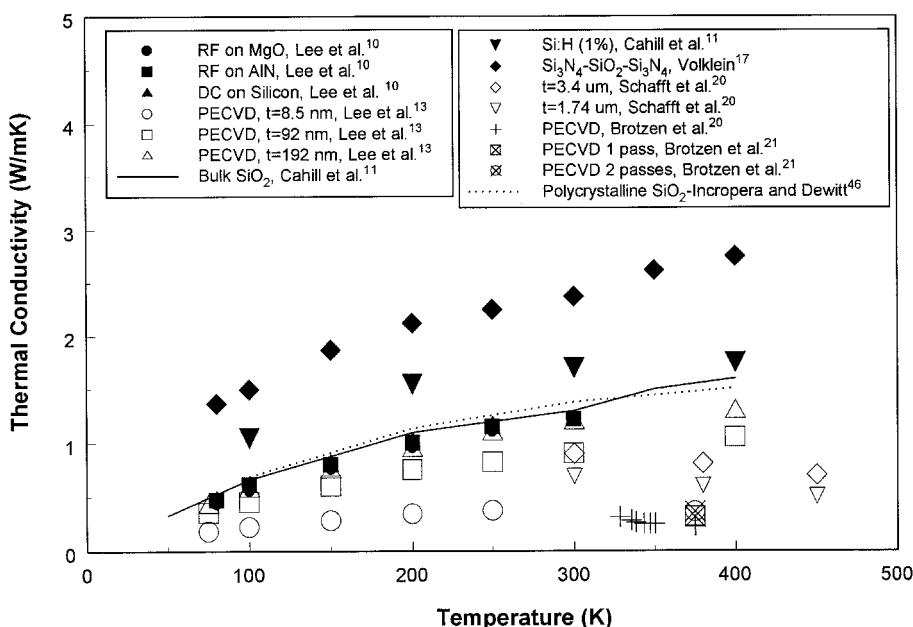 5
4
3
2
1
0
Thermal Conductivity (W/mK)
RF on MgO, Lee et al.10
RF on AlN, Lee et al.10
DC on Silicon, Lee et al. 10
PECVD, t=8.5 nm, Lee et al.13
PECVD, t=92 nm, Lee et al.13
PECVD, t=192 nm, Lee et al.13
Bulk SiO2, Cahill et al.11
Si:H (1%), Cahill et al.11
Si3N4-SiO2-Si3N4, Volklein17
t=3.4 um, Schafft et al.20
t=1.74 um, Schafft et al.20
PECVD, Brotzen et al.20
PECVD 1 pass, Brotzen et al.21
PECVD 2 passes, Brotzen et al.21
Polycrystalline SiO2-Incropera and Dewitt46
0
100
200
300
400
500
Temperature (K)